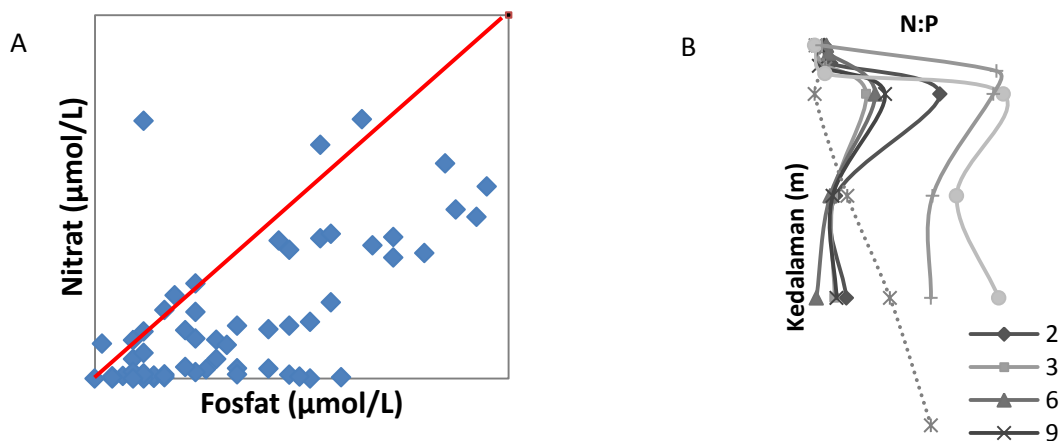 A
Nitrat (µmol/L)
Fosfat (µmol/L)
B
N:P
Kedalaman (m)
2
3
6
9